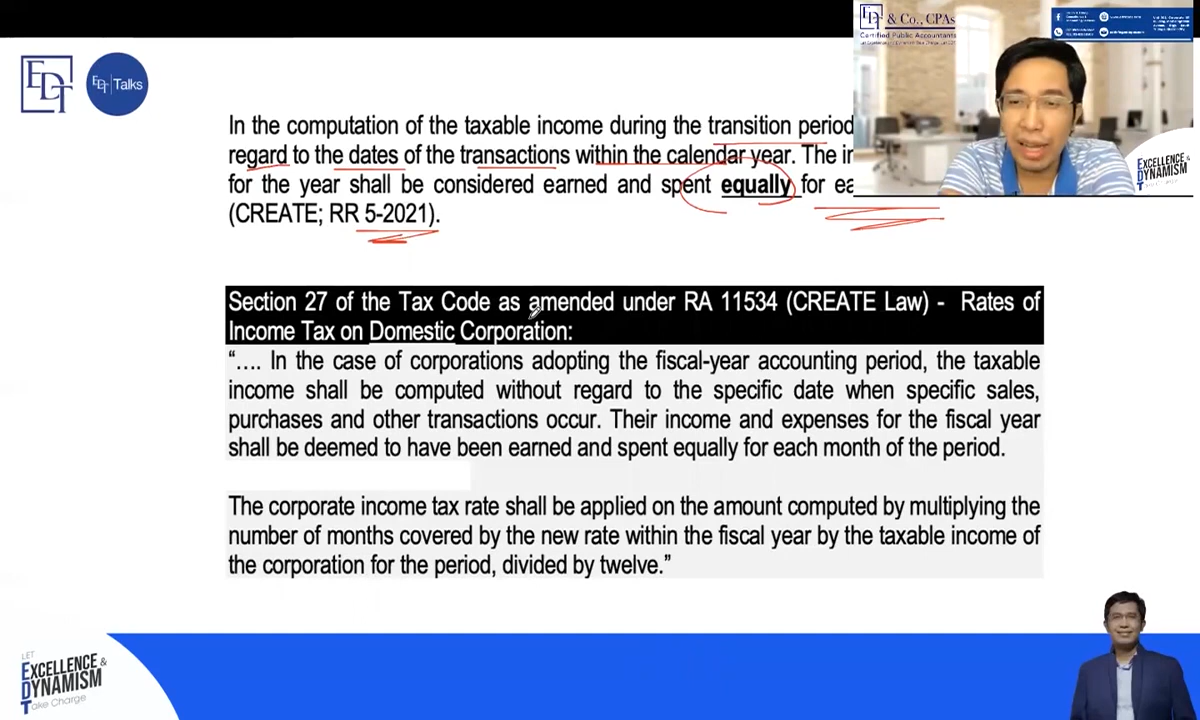 EDT & Co., CPAs
Certified Public Accountants
EDT
EDT Talks
In the computation of the taxable income during the transition period
regard to the dates of the transactions within the calendar year. The
for the year shall be considered earned and spent equally for
(CREATE; RR 5-2021).
EXCELLENCE &
DYNAMISM
Section 27 of the Tax Code as amended under RA 11534 (CREATE Law) - Rates of
Income Tax on Domestic Corporation:
“.... In the case of corporations adopting the fiscal-year accounting period, the taxable
income shall be computed without regard to the specific date when specific sales,
purchases and other transactions occur. Their income and expenses for the fiscal year
shall be deemed to have been earned and spent equally for each month of the period.
The corporate income tax rate shall be applied on the amount computed by multiplying the
number of months covered by the new rate within the fiscal year by the taxable income of
the corporation for the period, divided by twelve.”
LET
EXCELLENCE &
DYNAMISM
Take Charge